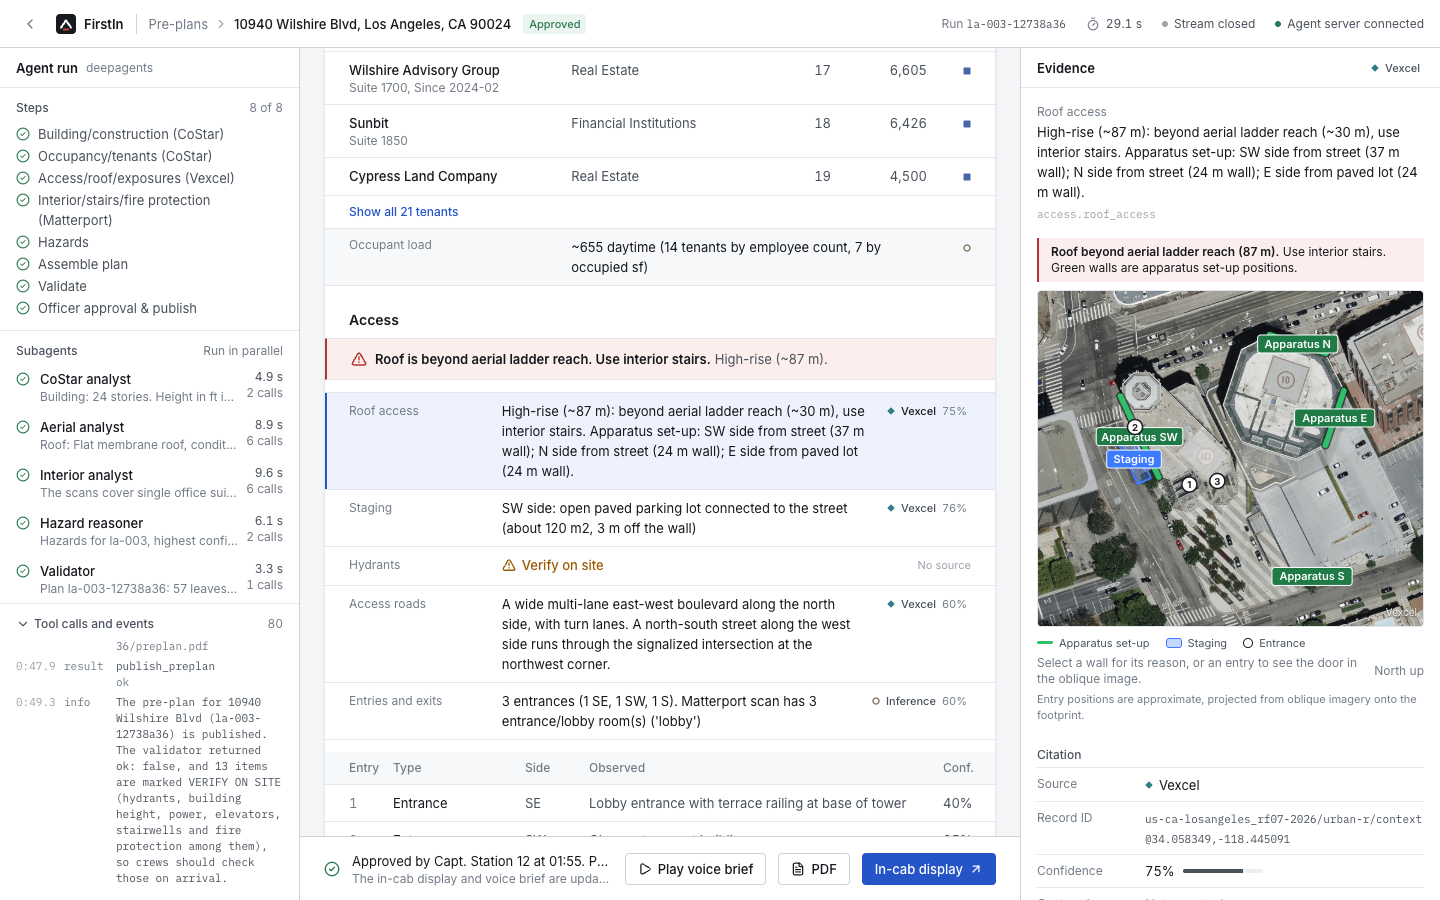 FirstIn
Pre-plans
10940 Wilshire Blvd, Los Angeles, CA 90024
Approved
Run la-003-12738a36
29.1 s
Stream closed
Agent server connected
Agent run deepagents
Steps 8 of 8
Building/construction (CoStar)
Occupancy/tenants (CoStar)
Access/roof/exposures (Vexcel)
Interior/stairs/fire protection
(Matterport)
Hazards
Assemble plan
Validate
Officer approval & publish
Subagents Run in parallel
CoStar analyst 4.9 s
Building: 24 stories. Height in ft i... 2 calls
Aerial analyst 8.9 s
Roof: Flat membrane roof, condit... 6 calls
Interior analyst 9.6 s
The scans cover single office sui... 6 calls
Hazard reasoner 6.1 s
Hazards for la-003, highest confi... 2 calls
Validator 3.3 s
Plan la-003-12738a36: 57 leaves... 1 calls
Tool calls and events 80
36/preplan.pdf
0:47.9 result publish_preplan
ok
0:49.3 info The pre-plan for 10940
Wilshire Blvd (la-003-
12738a36) is published.
The validator returned
ok: false, and 13 items
are marked VERIFY ON SITE
(hydrants, building
height, power, elevators,
stairwells and fire
protection among them),
so crews should check
those on arrival.
Wilshire Advisory Group Real Estate 17 6,605
Suite 1700, Since 2024-02
Sunbit Financial Institutions 18 6,426
Suite 1850
Cypress Land Company Real Estate 19 4,500
Show all 21 tenants
Occupant load ~655 daytime (14 tenants by employee count, 7 by
occupied sf)
Access
Roof is beyond aerial ladder reach. Use interior stairs. High-rise (~87 m).
Roof access High-rise (~87 m): beyond aerial ladder reach (~30 m), use Vexcel 75%
interior stairs. Apparatus set-up: SW side from street (37 m
wall); N side from street (24 m wall); E side from paved lot
(24 m wall).
Staging SW side: open paved parking lot connected to the street Vexcel 76%
(about 120 m2, 3 m off the wall)
Hydrants Verify on site No source
Access roads A wide multi-lane east-west boulevard along the north Vexcel 60%
side, with turn lanes. A north-south street along the west
side runs through the signalized intersection at the
northwest corner.
Entries and exits 3 entrances (1 SE, 1 SW, 1 S). Matterport scan has 3 Inference 60%
entrance/lobby room(s) ('lobby')
Entry Type Side Observed Conf.
1 Entrance SE Lobby entrance with terrace railing at base of tower 40%
Approved by Capt. Station 12 at 01:55. P...
The in-cab display and voice brief are upda...
Play voice brief
PDF
In-cab display
Evidence Vexcel
Roof access
High-rise (~87 m): beyond aerial ladder reach (~30 m), use
interior stairs. Apparatus set-up: SW side from street (37 m
wall); N side from street (24 m wall); E side from paved lot (24
m wall).
access.roof_access
Roof beyond aerial ladder reach (87 m). Use interior stairs.
Green walls are apparatus set-up positions.
Apparatus N
10
Apparatus E
2
Apparatus SW
Staging
1
3
Apparatus S
Vexcel
Apparatus set-up Staging Entrance
Select a wall for its reason, or an entry to see the door in
the oblique image.
North up
Entry positions are approximate, projected from oblique imagery onto the
footprint.
Citation
Source Vexcel
Record ID us-ca-losangeles_rf07-2026/urban-r/context
@34.058349,-118.445091
Confidence 75%